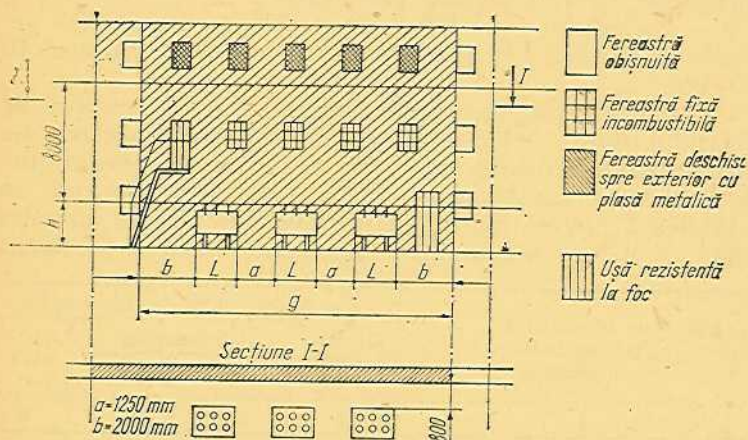 Fereastră
obișnuită
Fereastră fixă
incombustibilă
Fereastră deschisă
spre exterior cu
plasă metalică
Ușă rezistentă
la foc
I
8000
h
b L a L a L b
g
Secțiune I-I
a=1250 mm
b=2000 mm
800